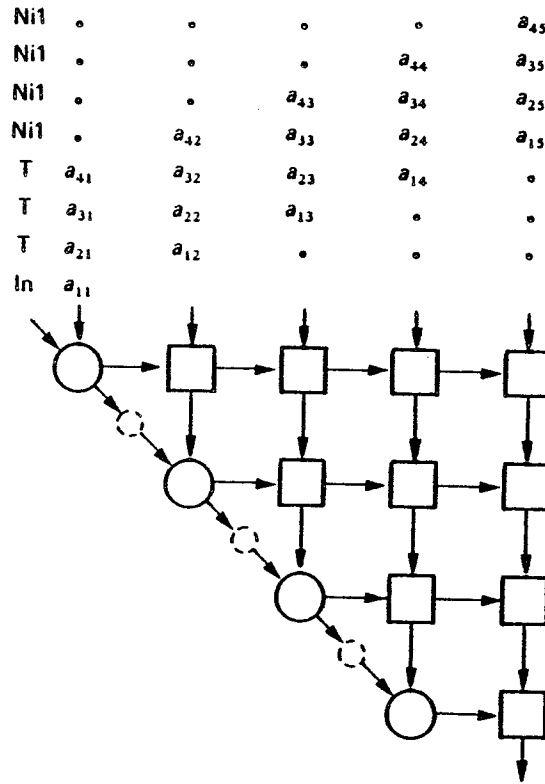 Ni1 • • • • a₄₅
Ni1 • • • a₄₄ a₃₅
Ni1 • • a₄₃ a₃₄ a₂₅
Ni1 • a₄₂ a₃₃ a₂₄ a₁₅
T a₄₁ a₃₂ a₂₃ a₁₄ •
T a₃₁ a₂₂ a₁₃ • •
T a₂₁ a₁₂ • • •
In a₁₁